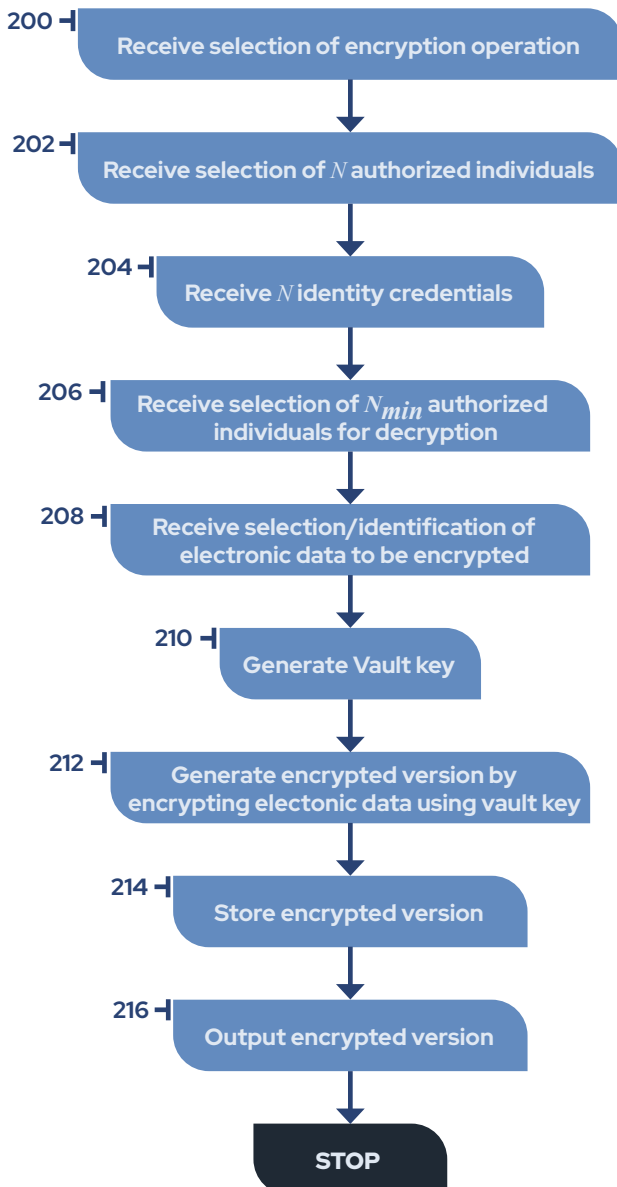 200
Receive selection of encryption operation
202
Receive selection of N authorized individuals
204
Receive N identity credentials
206
Receive selection of Nmin authorized
individuals for decryption
208
Receive selection/identification of
electronic data to be encrypted
210
Generate Vault key
212
Generate encrypted version by
encrypting electonic data using vault key
214
Store encrypted version
216
Output encrypted version
STOP